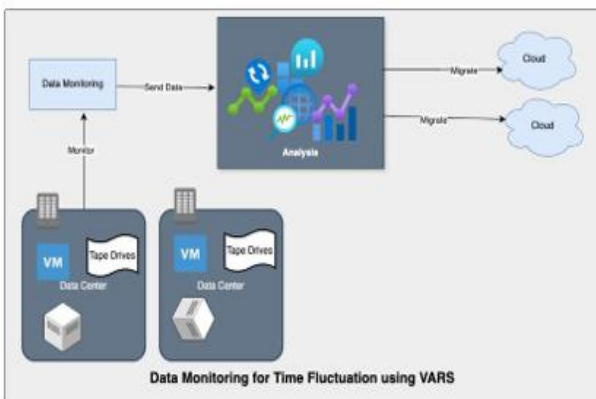 Data Monitoring
Send Data
Analysis
Migrate
Cloud
Migrate
Cloud
Monitor
VM
Tape Drives
Data Center
VM
Tape Drives
Data Center
Data Monitoring for Time Fluctuation using VARS